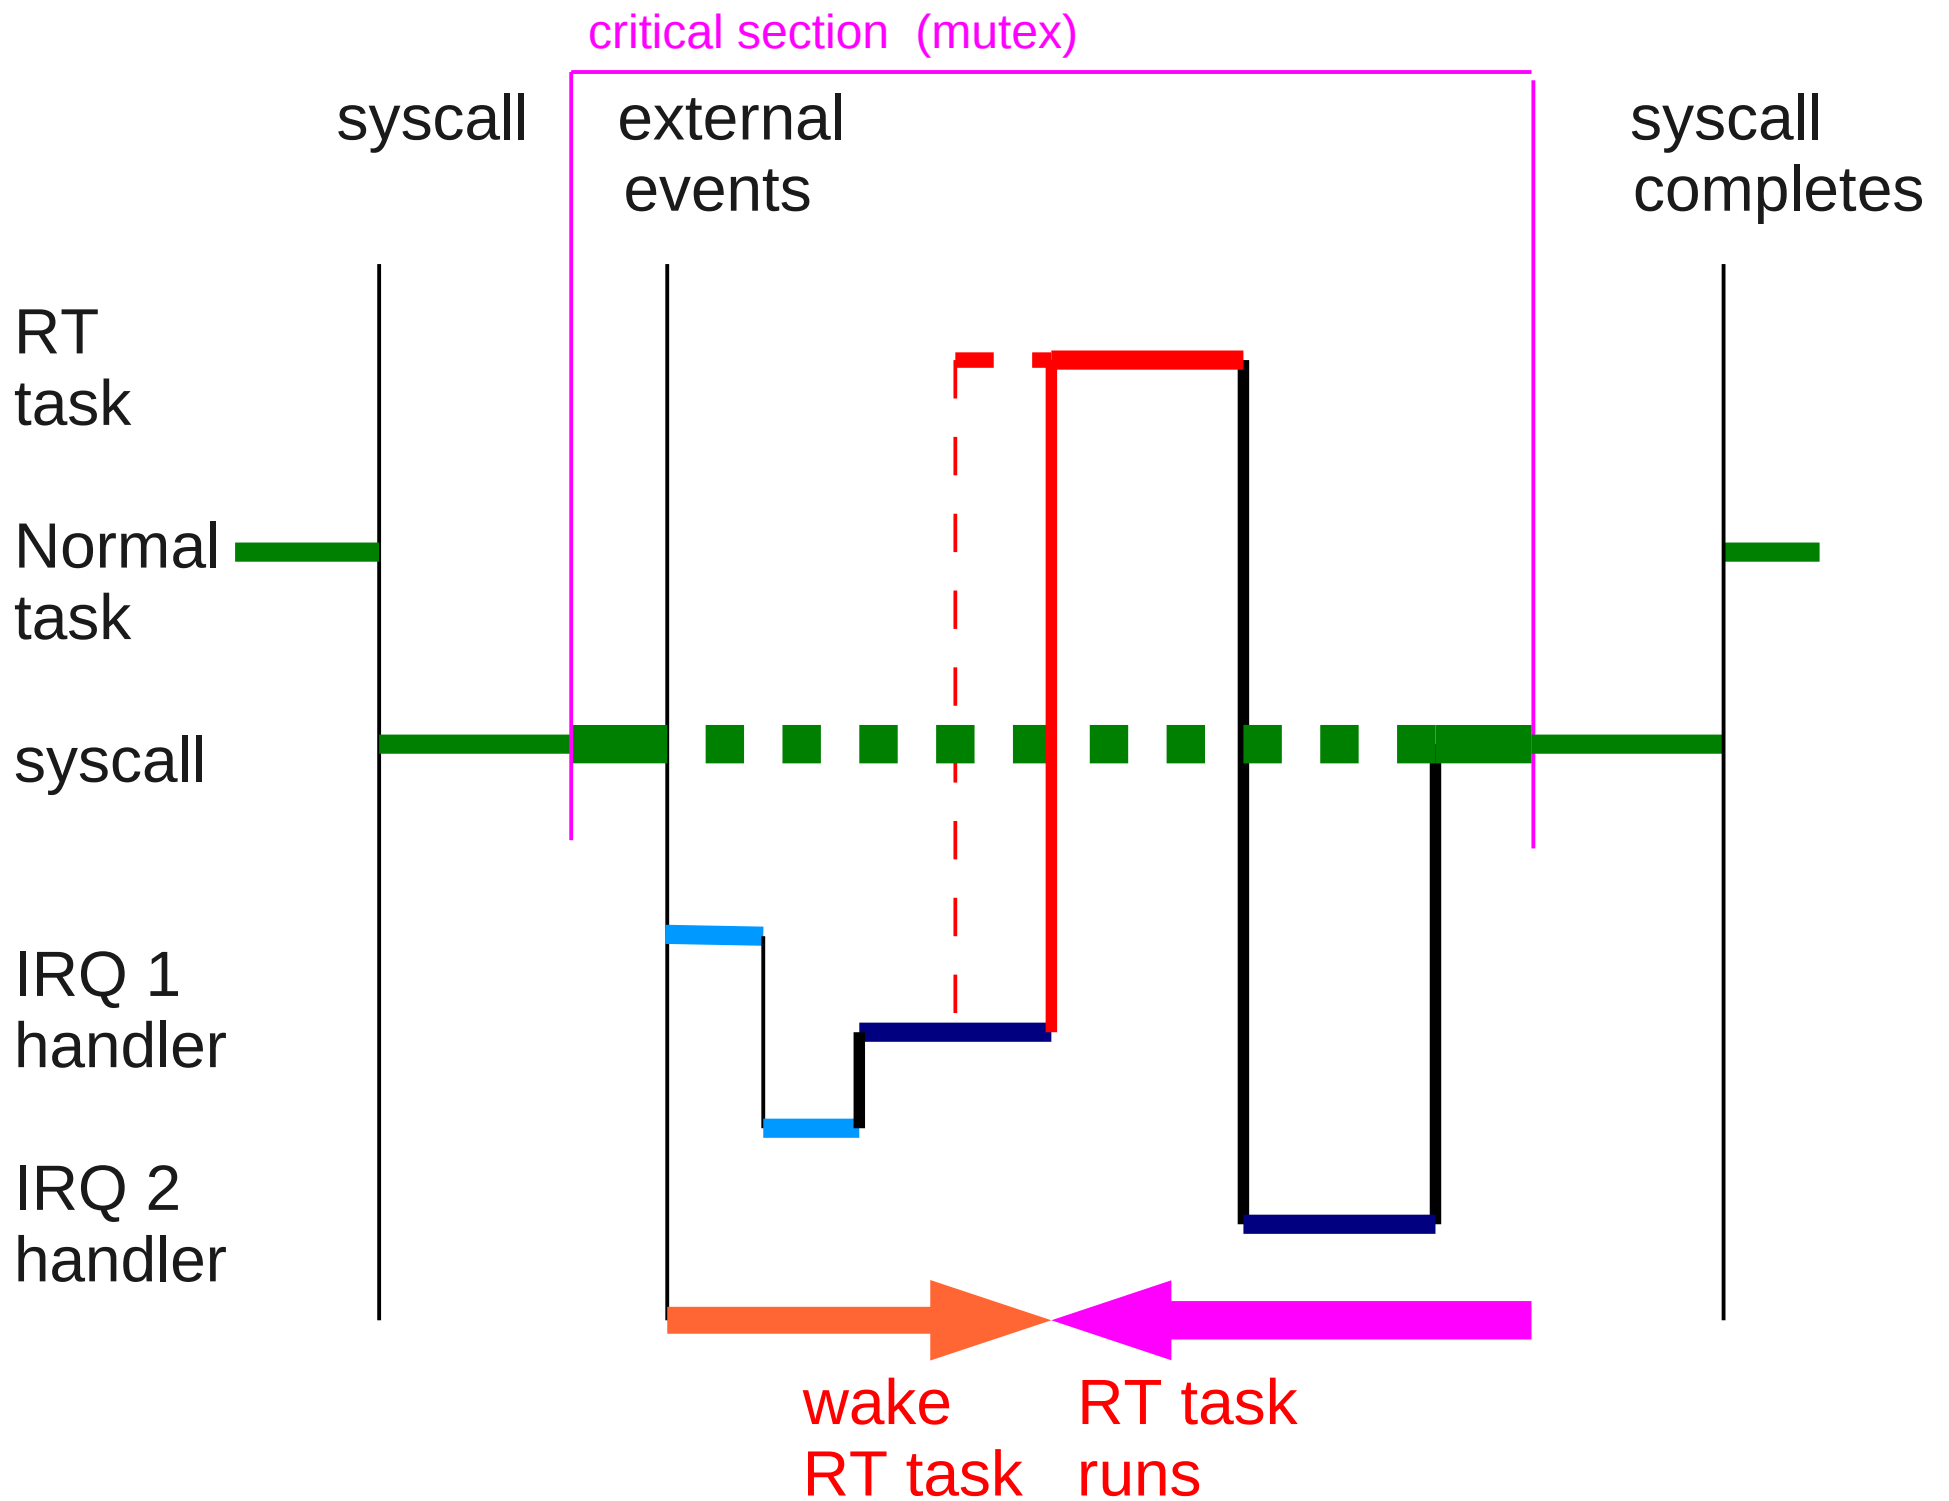 critical section  (mutex)
syscall
external
events
syscall
completes
RT
task
Normal
task
syscall
IRQ 1
handler
IRQ 2
handler
wake
RT task
RT task
runs